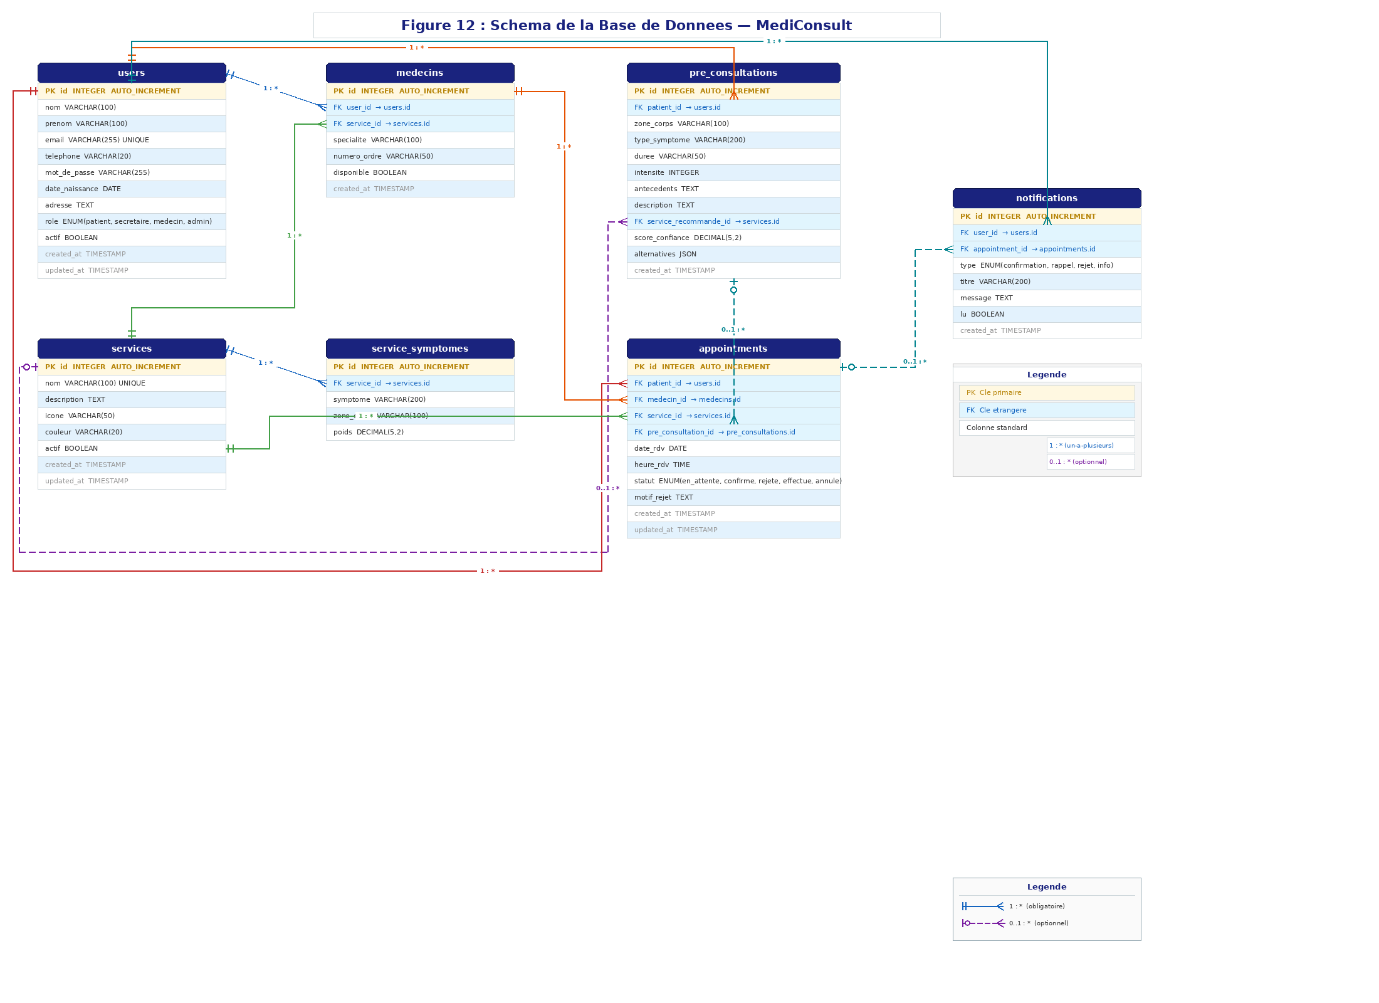 Figure 12 : Schema de la Base de Donnees — MediConsult
1 : *
1 : *
users
PK id INTEGER AUTO_INCREMENT
nom VARCHAR(100)
prenom VARCHAR(100)
email VARCHAR(255) UNIQUE
telephone VARCHAR(20)
mot_de_passe VARCHAR(255)
date_naissance DATE
adresse TEXT
role ENUM(patient, secretaire, medecin, admin)
actif BOOLEAN
created_at TIMESTAMP
updated_at TIMESTAMP
1 : *
1 : *
medecins
PK id INTEGER AUTO_INCREMENT
FK user_id → users.id
FK service_id → services.id
specialite VARCHAR(100)
numero_ordre VARCHAR(50)
disponible BOOLEAN
created_at TIMESTAMP
1 : *
pre_consultations
PK id INTEGER AUTO_INCREMENT
FK patient_id → users.id
zone_corps VARCHAR(100)
type_symptome VARCHAR(200)
duree VARCHAR(50)
intensite INTEGER
antecedents TEXT
description TEXT
FK service_recommande_id → services.id
score_confiance DECIMAL(5,2)
alternatives JSON
created_at TIMESTAMP
0..1 : *
notifications
PK id INTEGER AUTO_INCREMENT
FK user_id → users.id
FK appointment_id → appointments.id
type ENUM(confirmation, rappel, rejet, info)
titre VARCHAR(200)
message TEXT
lu BOOLEAN
created_at TIMESTAMP
0..1 : *
services
PK id INTEGER AUTO_INCREMENT
nom VARCHAR(100) UNIQUE
description TEXT
icone VARCHAR(50)
couleur VARCHAR(20)
actif BOOLEAN
created_at TIMESTAMP
updated_at TIMESTAMP
1 : *
service_symptomes
PK id INTEGER AUTO_INCREMENT
FK service_id → services.id
symptome VARCHAR(200)
1 : * VARCHAR(100)
poids DECIMAL(5,2)
0..1 : *
1 : *
appointments
PK id INTEGER AUTO_INCREMENT
FK patient_id → users.id
FK medecin_id → medecins.id
FK service_id → services.id
FK pre_consultation_id → pre_consultations.id
date_rdv DATE
heure_rdv TIME
statut ENUM(en_attente, confirme, rejete, effectue, annule)
motif_rejet TEXT
created_at TIMESTAMP
updated_at TIMESTAMP
Legende
PK Cle primaire
FK Cle etrangere
Colonne standard
1 : * (un-a-plusieurs)
0..1 : * (optionnel)
Legende
1 : * (obligatoire)
0..1 : * (optionnel)